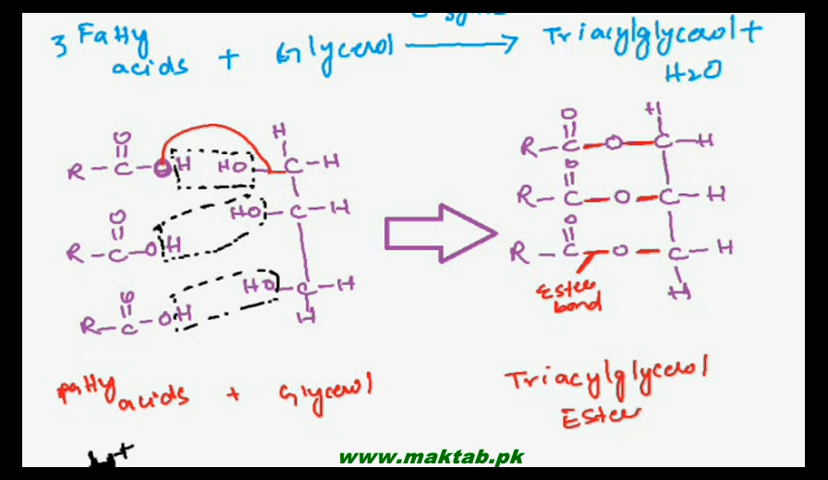 3 Fatty acids + Glycerol → Triacylglycerol + H2O
O O H H
R-C-OH HO-C-H R-C-O-C-H
O O
R-C-OH HO-C-H R-C-O-C-H
O O
R-C-OH HO-C-H R-C-O-C-H
H H
Ester bond
Fatty acids + Glycerol
Triacylglycerol
Ester
www.maktab.pk